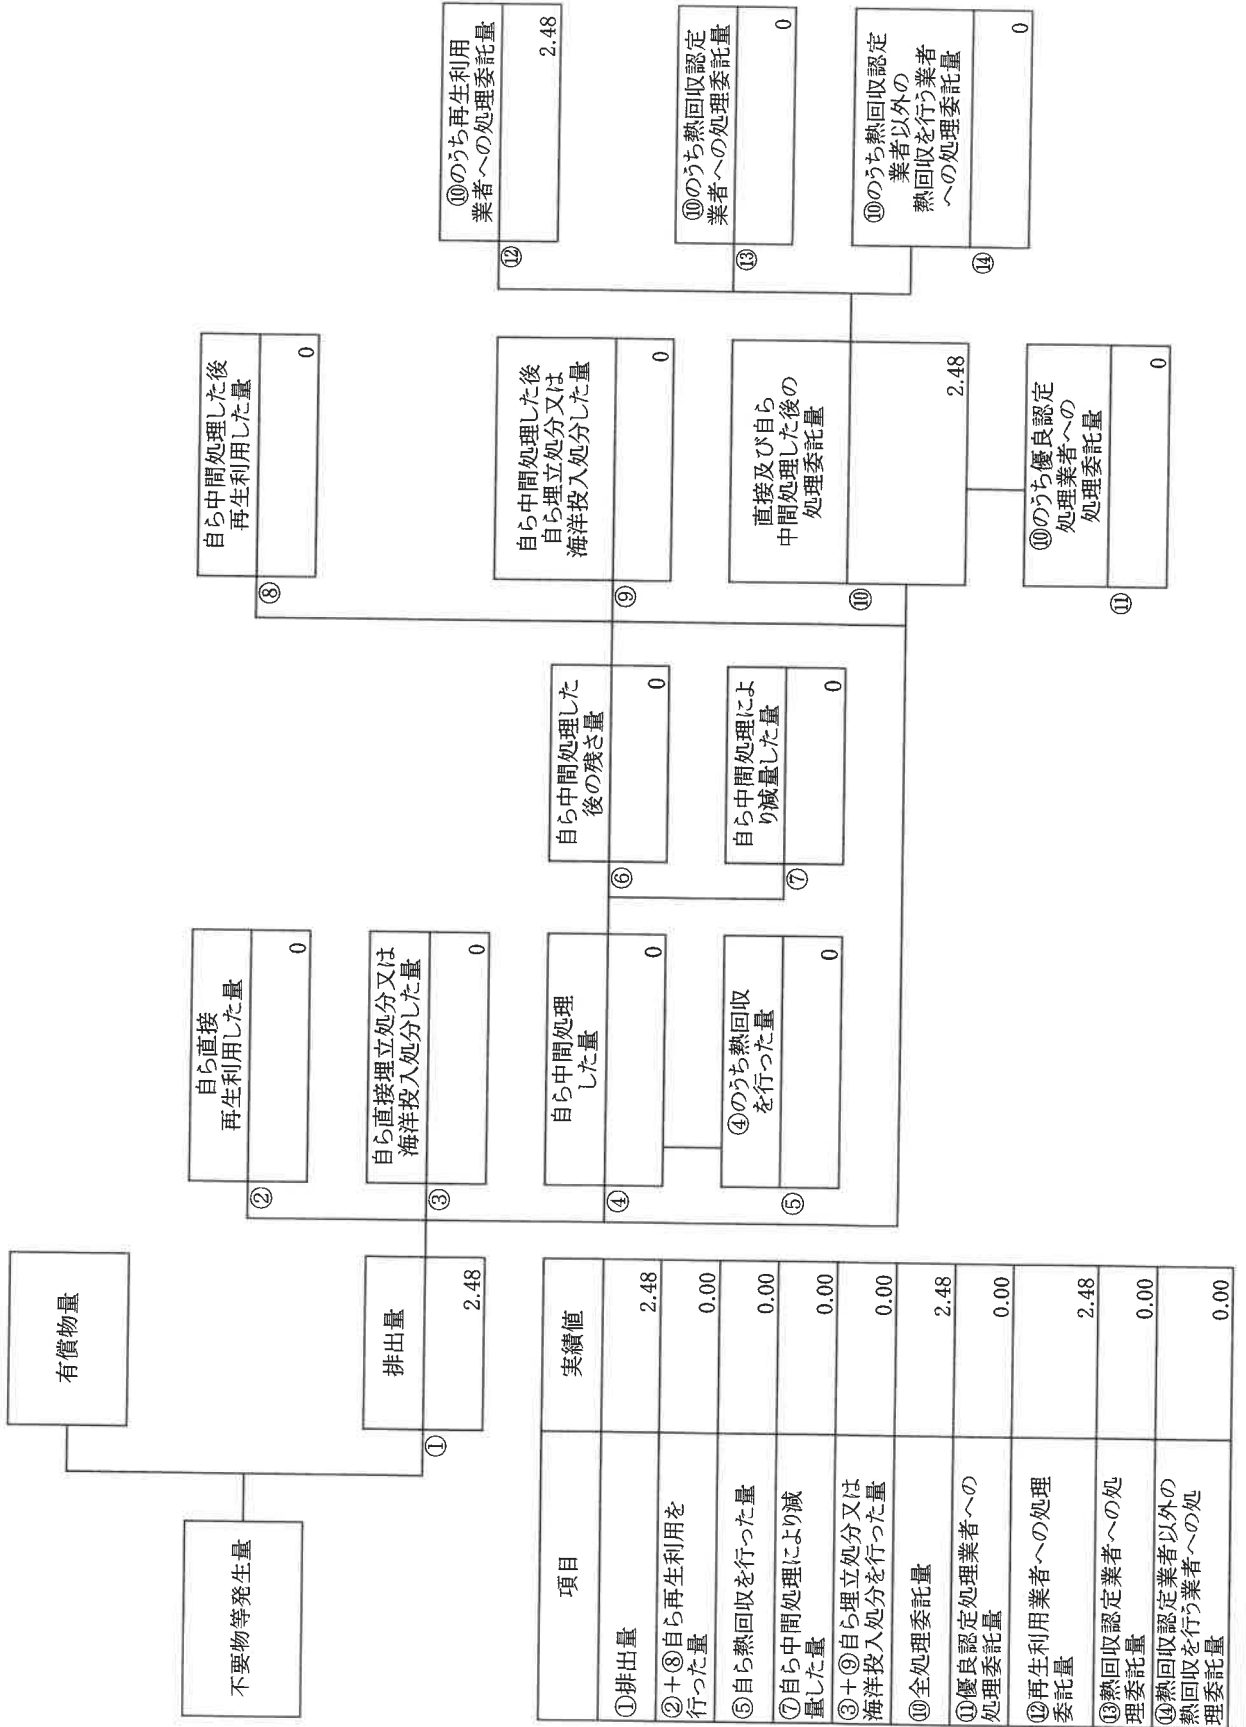 不要物等発生量
有償物量
排出量
①
2.48
自ら直接
再生利用した量
②
0
自ら直接埋立処分又は
海洋投入処分した量
③
0
自ら中間処理
した量
④
0
④のうち熱回収
を行った量
⑤
0
自ら中間処理した
後の残さ量
⑥
0
自ら中間処理によ
り減量した量
⑦
0
自ら中間処理した後
再生利用した量
⑧
0
自ら中間処理した後
自ら埋立処分又は
海洋投入処分した量
⑨
0
直接及び自ら
中間処理した後の
処理委託量
⑩
2.48
⑩のうち優良認定
処理業者への
処理委託量
⑪
0
⑩のうち再生利用
業者への処理委託量
⑫
2.48
⑩のうち熱回収認定
業者への処理委託量
⑬
0
⑩のうち熱回収認定
業者以外の
熱回収を行う業者
への処理委託量
⑭
0
項目 実績値
①排出量 2.48
②+⑧自ら再生利用を
行った量 0.00
⑤自ら熱回収を行った量 0.00
⑦自ら中間処理により減
量した量 0.00
③+⑨自ら埋立処分又は
海洋投入処分を行った量 0.00
⑩全処理委託量 2.48
⑪優良認定処理業者への
処理委託量 0.00
⑫再生利用業者への処理
委託量 2.48
⑬熱回収認定業者への処
理委託量 0.00
⑭熱回収認定業者以外の
熱回収を行う業者への処
理委託量 0.00